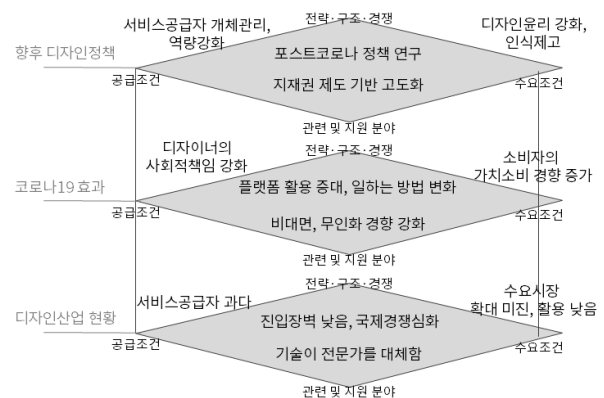 전략·구조·경쟁
서비스공급자 개체관리,
역량강화
디자인윤리 강화,
인식제고
향후 디자인정책
포스트코로나 정책 연구
지재권 제도 기반 고도화
공급조건
수요조건
관련 및 지원 분야
전략·구조·경쟁
디자이너의
사회적책임 강화
소비자의
가치소비 경향 증가
코로나19 효과
플랫폼 활용 증대, 일하는 방법 변화
비대면, 무인화 경향 강화
공급조건
수요조건
관련 및 지원 분야
전략·구조·경쟁
서비스공급자 과다
수요시장
확대 미진, 활용 낮음
디자인산업 현황
진입장벽 낮음, 국제경쟁심화
기술이 전문가를 대체함
공급조건
수요조건
관련 및 지원 분야